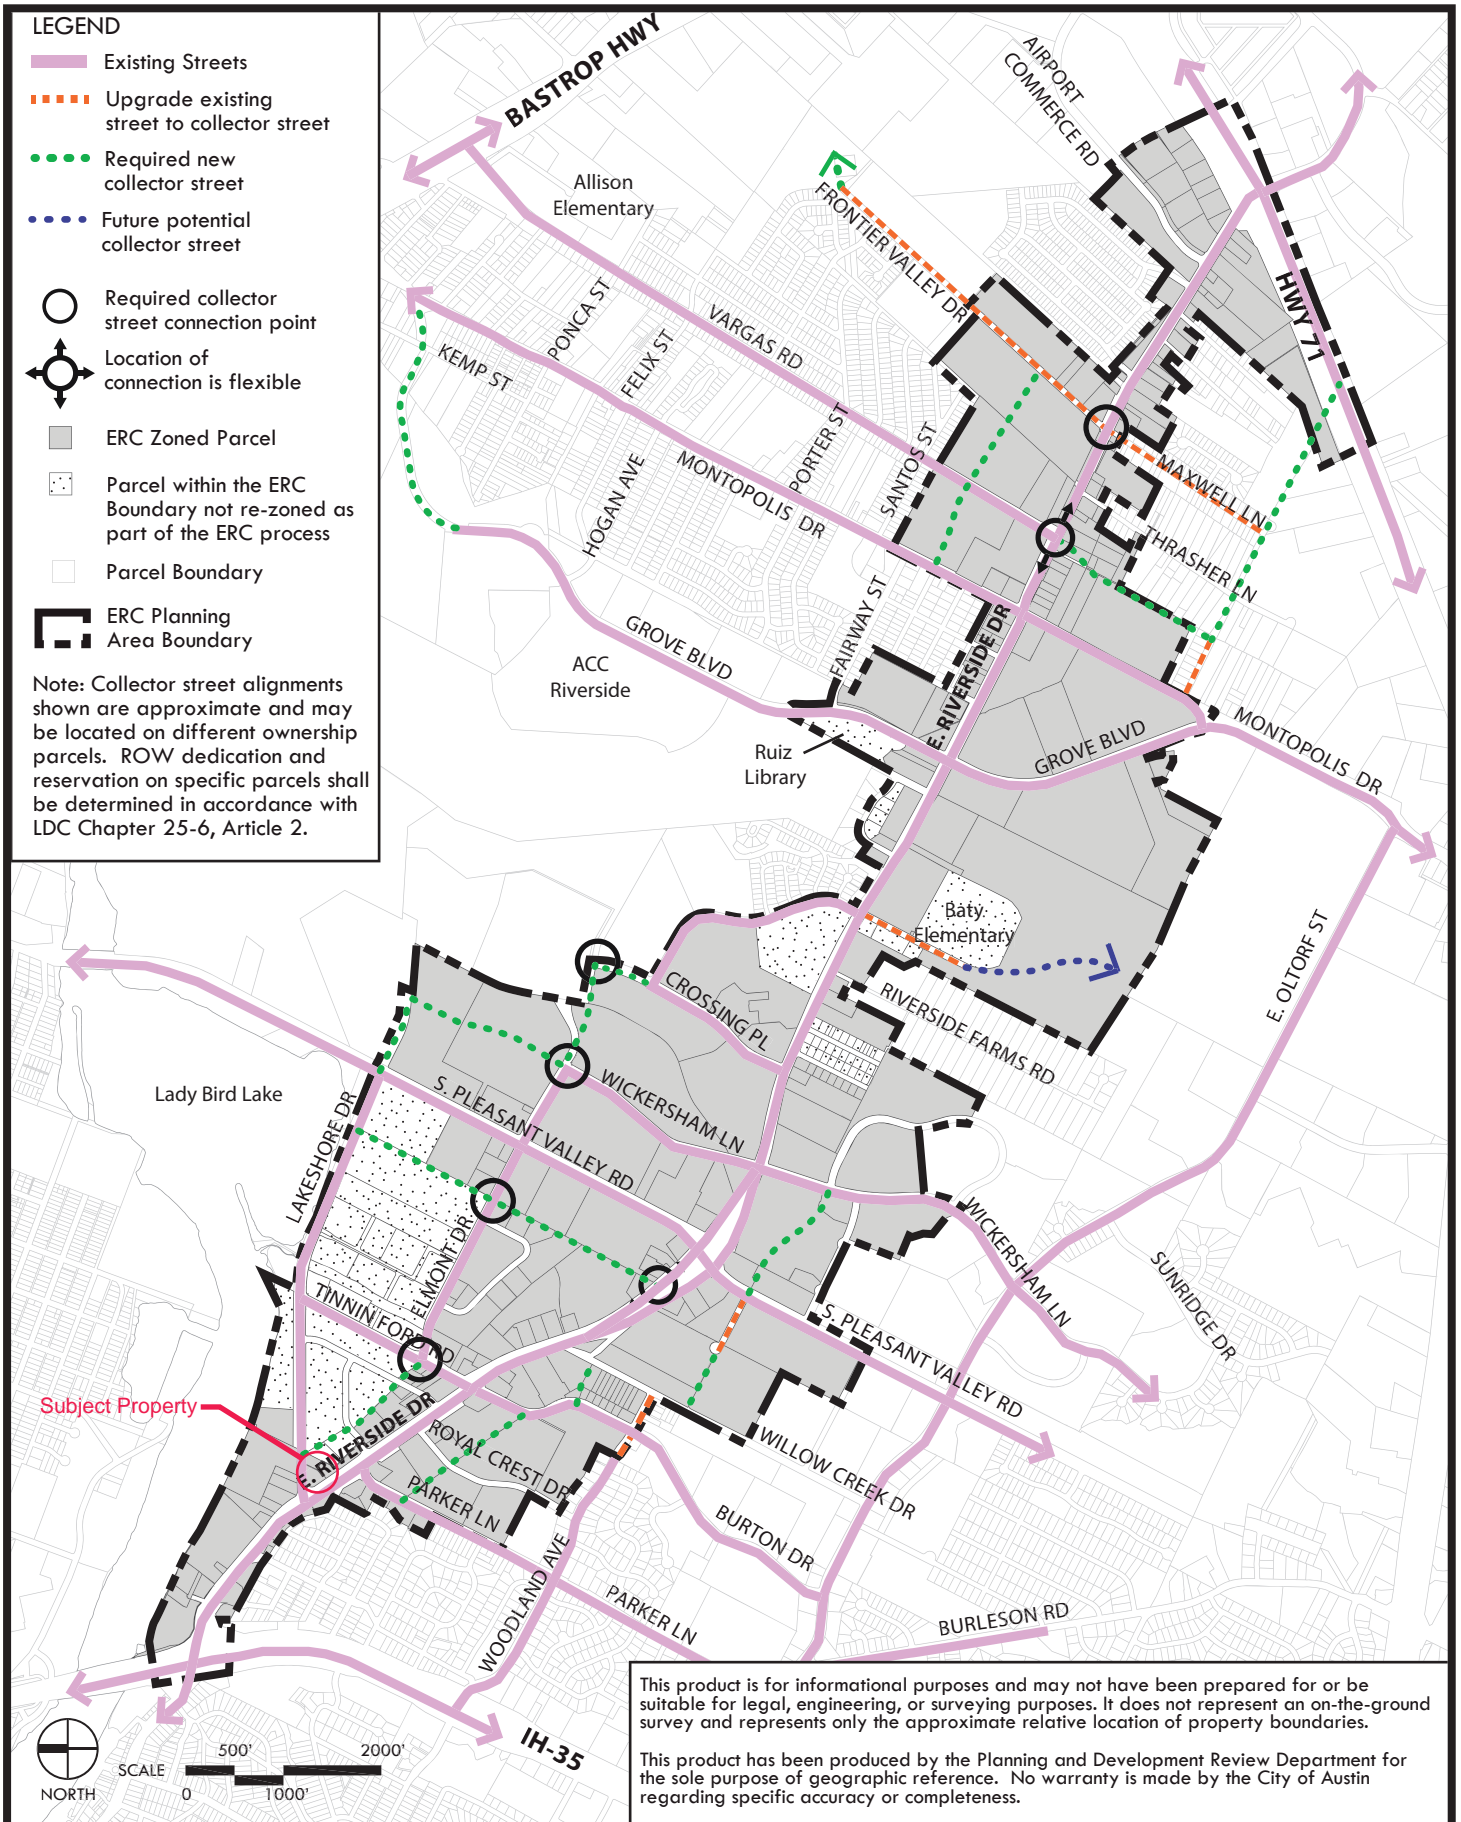 LEGEND
Existing Streets
Upgrade existing
street to collector street
Required new
collector street
Future potential
collector street
Required collector
street connection point
Location of
connection is flexible
ERC Zoned Parcel
Parcel within the ERC
Boundary not re-zoned as
part of the ERC process
Parcel Boundary
ERC Planning
Area Boundary
Note: Collector street alignments
shown are approximate and may
be located on different ownership
parcels.  ROW dedication and
reservation on specific parcels shall
be determined in accordance with
LDC Chapter 25-6, Article 2.
BASTROP HWY
AIRPORT
COMMERCE RD
Allison
Elementary
FRONTIER VALLEY DR
HWY 71
PONCA ST
VARGAS RD
FELIX ST
KEMP ST
PORTER ST
SANTOS ST
MONTOPOLIS DR
HOGAN AVE
MAXWELL LN
THRASHER LN
FAIRWAY ST
E. RIVERSIDE DR
GROVE BLVD
ACC
Riverside
Ruiz
Library
GROVE BLVD
MONTOPOLIS DR
Baty
Elementary
E. OLTORF ST
CROSSING PL
RIVERSIDE FARMS RD
Lady Bird Lake
WICKERSHAM LN
S. PLEASANT VALLEY RD
LAKESHORE DR
ELMONT DR
WICKERSHAM LN
SUNRIDGE DR
TINNIN FORD RD
S. PLEASANT VALLEY RD
Subject Property
E. RIVERSIDE DR
ROYAL CREST DR
PARKER LN
WILLOW CREEK DR
BURTON DR
WOODLAND AVE
PARKER LN
BURLESON RD
IH-35
NORTH
SCALE
500'
2000'
0
1000'
This product is for informational purposes and may not have been prepared for or be
suitable for legal, engineering, or surveying purposes. It does not represent an on-the-ground
survey and represents only the approximate relative location of property boundaries.
This product has been produced by the Planning and Development Review Department for
the sole purpose of geographic reference.  No warranty is made by the City of Austin
regarding specific accuracy or completeness.